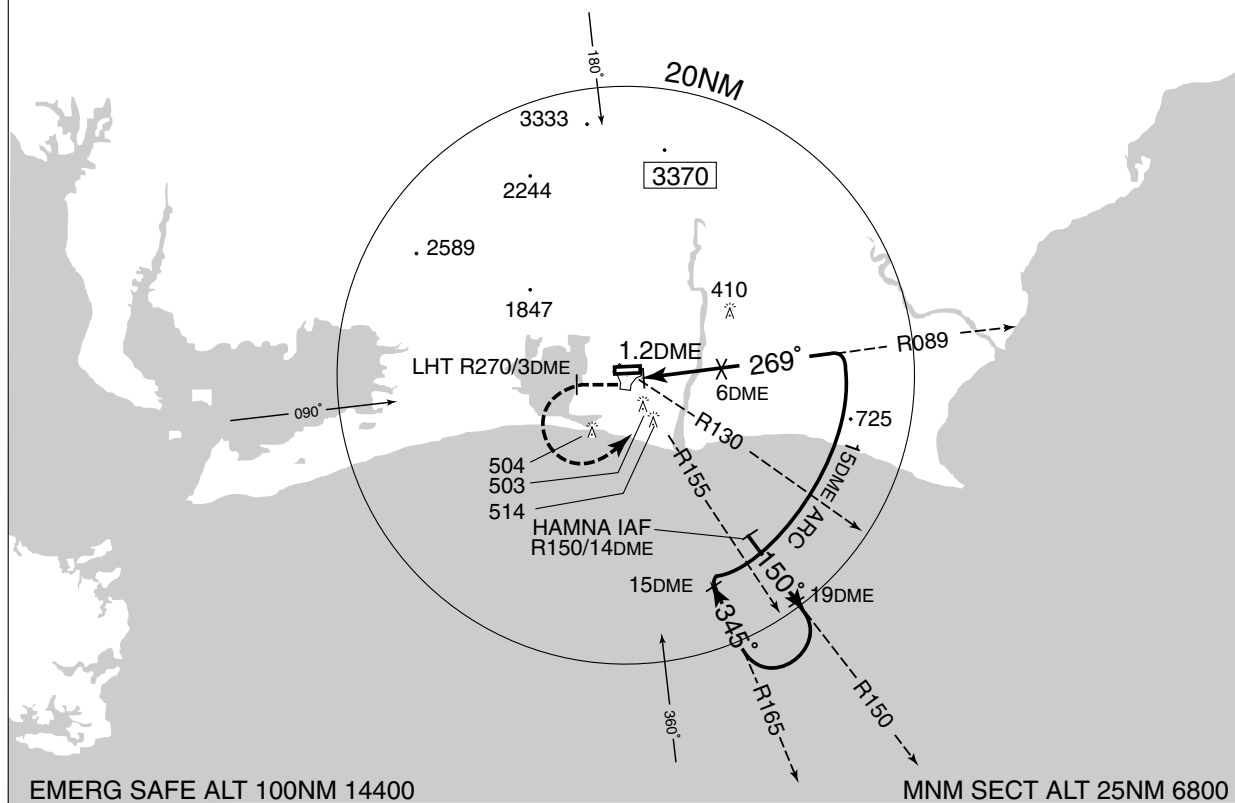 180°
20NM
3333
3370
2244
2589
410
1847
1.2DME
LHT R270/3DME
269°
R089
6DME
090°
R130
725
R155
15DME ARC
504
503
514
HAMNA IAF
R150/14DME
150°
15DME
19DME
345°
360°
R165
R150
EMERG SAFE ALT 100NM 14400
MNM SECT ALT 25NM 6800